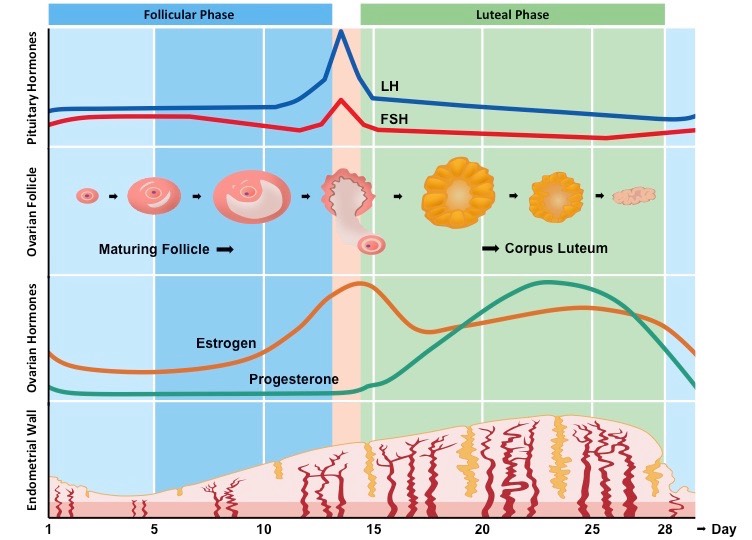 Follicular Phase
Luteal Phase
Pituitary Hormones
LH
FSH
Ovarian Follicle
Maturing Follicle
Corpus Luteum
Ovarian Hormones
Estrogen
Progesterone
Endometrial Wall
1 5 10 15 20 25 28 Day